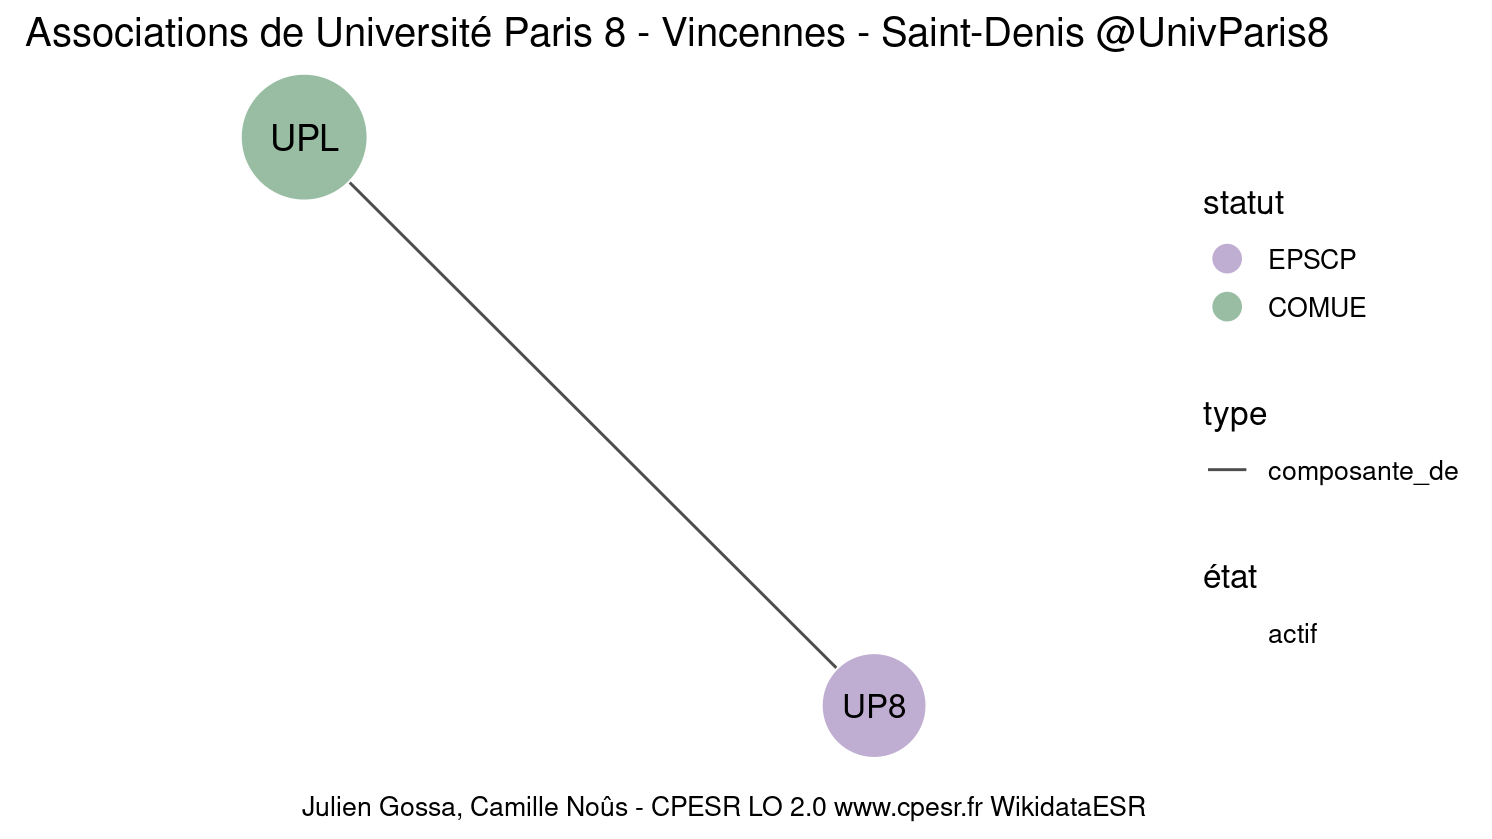 Associations de Université Paris 8 - Vincennes - Saint-Denis @UnivParis8
UPL
statut
EPSCP
COMUE
type
composante_de
état
actif
UP8
Julien Gossa, Camille Noûs - CPESR LO 2.0 www.cpesr.fr WikidataESR